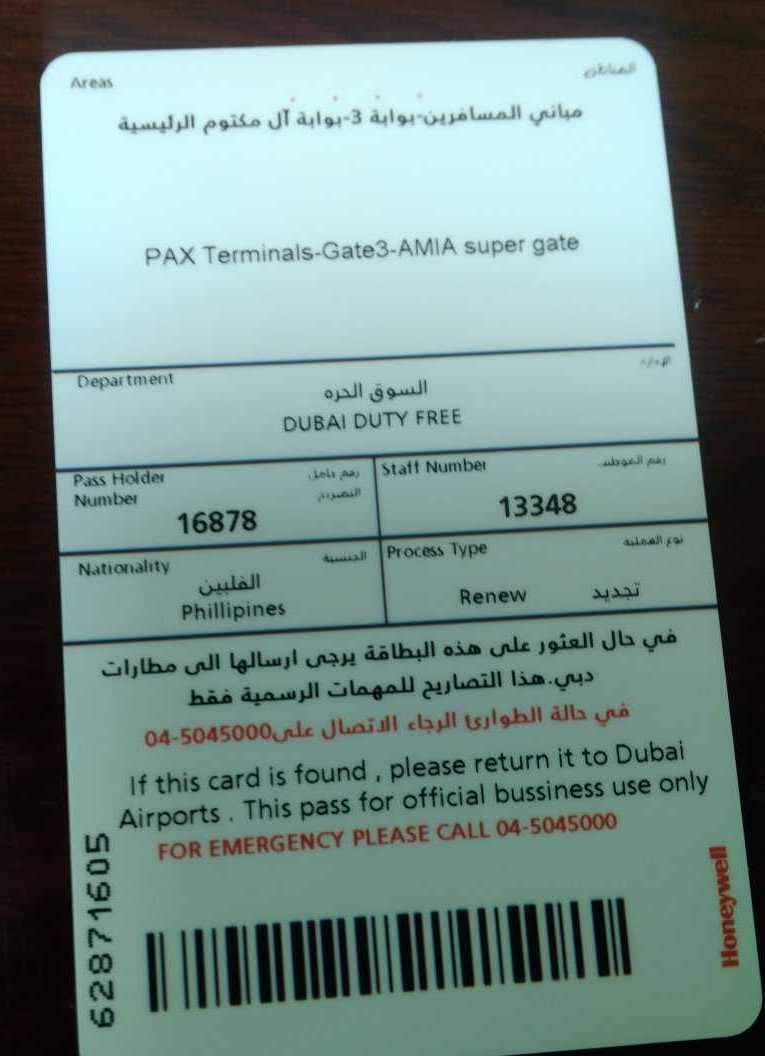 Areas المناطق
مباني المسافرين-بوابة 3-بوابة آل مكتوم الرئيسية
PAX Terminals-Gate3-AMIA super gate
Department الإدارة
السوق الحره
DUBAI DUTY FREE
Pass Holder رقم حامل
Number التصريح
16878
Staff Number رقم الموظف
13348
Nationality الجنسية
الفلبين
Phillipines
Process Type نوع العملية
Renew تجديد
في حال العثور على هذه البطاقة يرجى ارسالها الى مطارات
دبي.هذا التصاريح للمهمات الرسمية فقط
في حالة الطوارئ الرجاء الاتصال على04-5045000
If this card is found , please return it to Dubai
Airports . This pass for official bussiness use only
FOR EMERGENCY PLEASE CALL 04-5045000
62871605
Honeywell